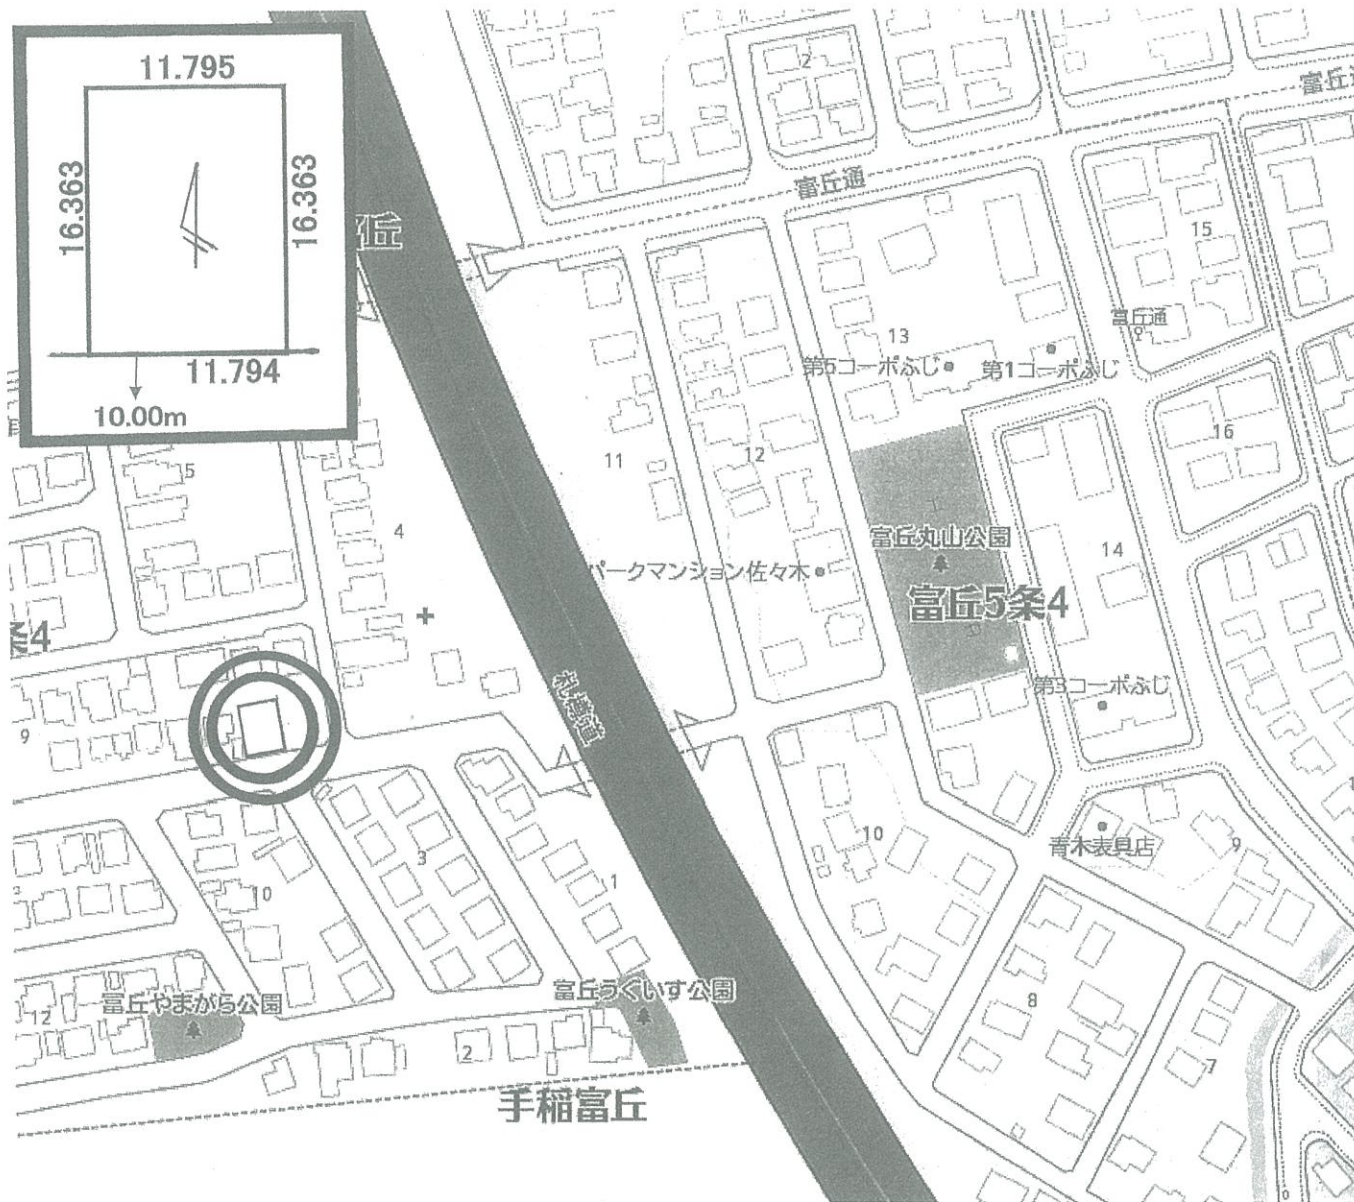 11.795
16.363
16.363
11.794
10.00m
丘
富丘通
富丘通
2
15
13
第5コーポふじ
第1コーポふじ
11
12
16
5
4
富丘丸山公園
14
パークマンション佐々木
富丘5条4
条4
第3コーポふじ
札樽道
9
3
10
青木表具店
9
1
10
8
7
富丘やまがら公園
富丘うぐいす公園
12
2
手稲富丘